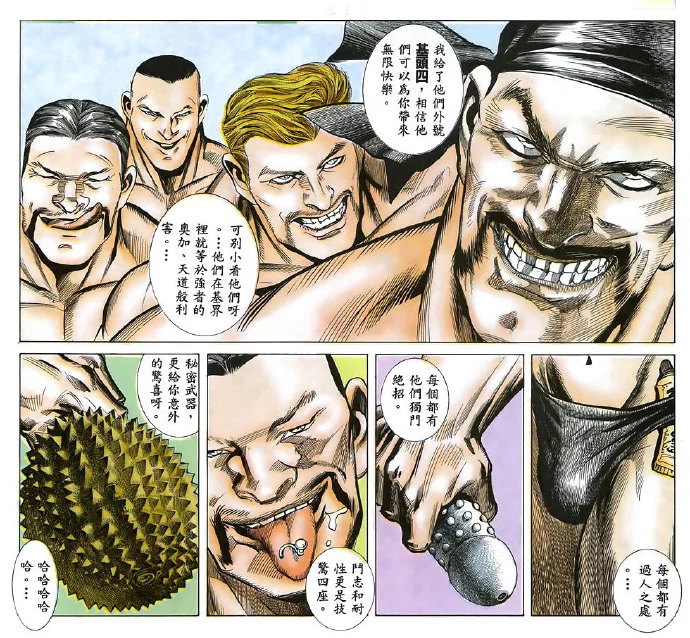 我給了他們外號
基頭四，相信他
們可以為你帶來
無限快樂。
可別小看他們呀
。…他們在基界
裡就等於強者的
奧加、天道般利
害。…
每個都有
過人之處
。…
每個都有
他們獨門
絕招。
鬥志和耐
性更是技
驚四座。
秘密武器，
更給你意外
的驚喜呀。
哈哈哈哈
哈。…